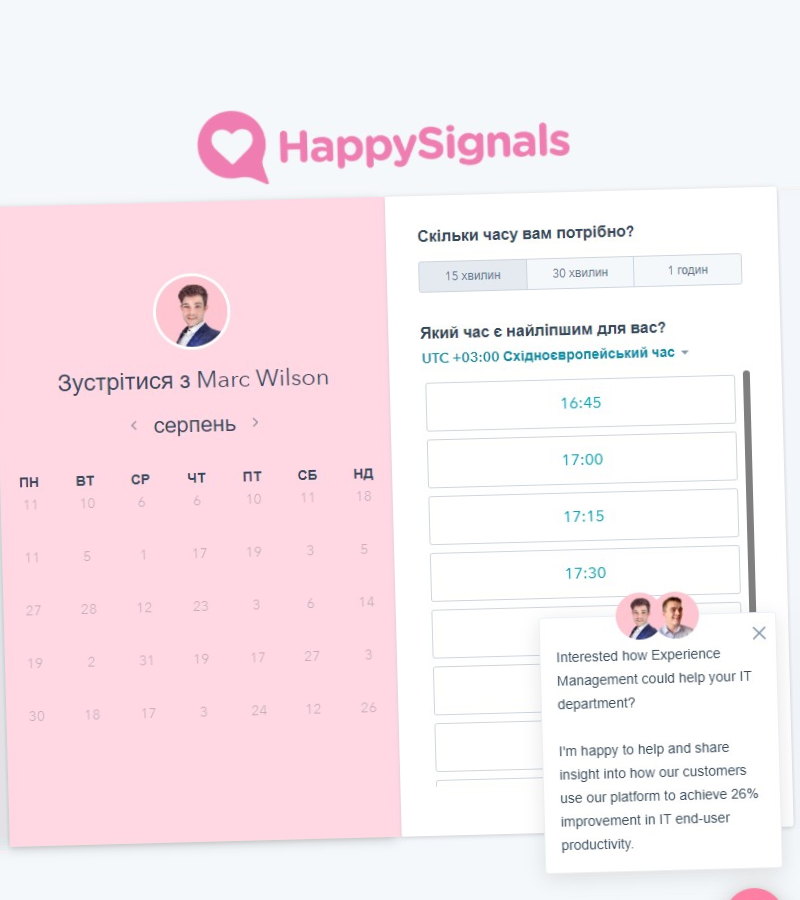 HappySignals
Зустрітися з Marc Wilson
серпень
ПН ВТ СР ЧТ ПТ СБ НД
11 10 6 6 10 11 18
11 5 1 17 19 3 5
27 28 12 23 3 6 14
19 2 31 19 17 27 3
30 18 17 3 24 12 26
Скільки часу вам потрібно?
15 хвилин 30 хвилин 1 годин
Який час є найліпшим для вас?
UTC +03:00 Східноєвропейський час
16:45
17:00
17:15
17:30
Interested how Experience
Management could help your IT
department?
I'm happy to help and share
insight into how our customers
use our platform to achieve 26%
improvement in IT end-user
productivity.